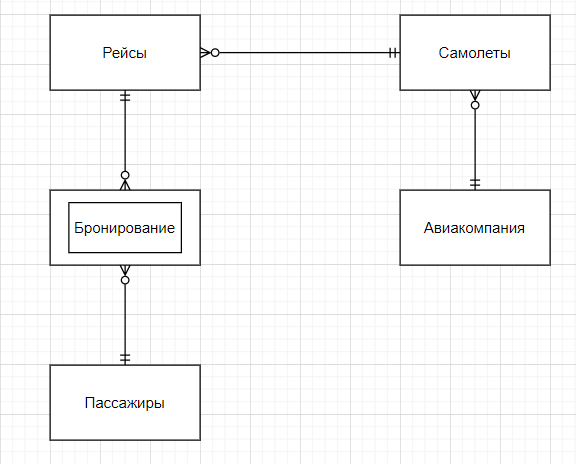 Рейсы
Самолеты
Бронирование
Авиакомпания
Пассажиры